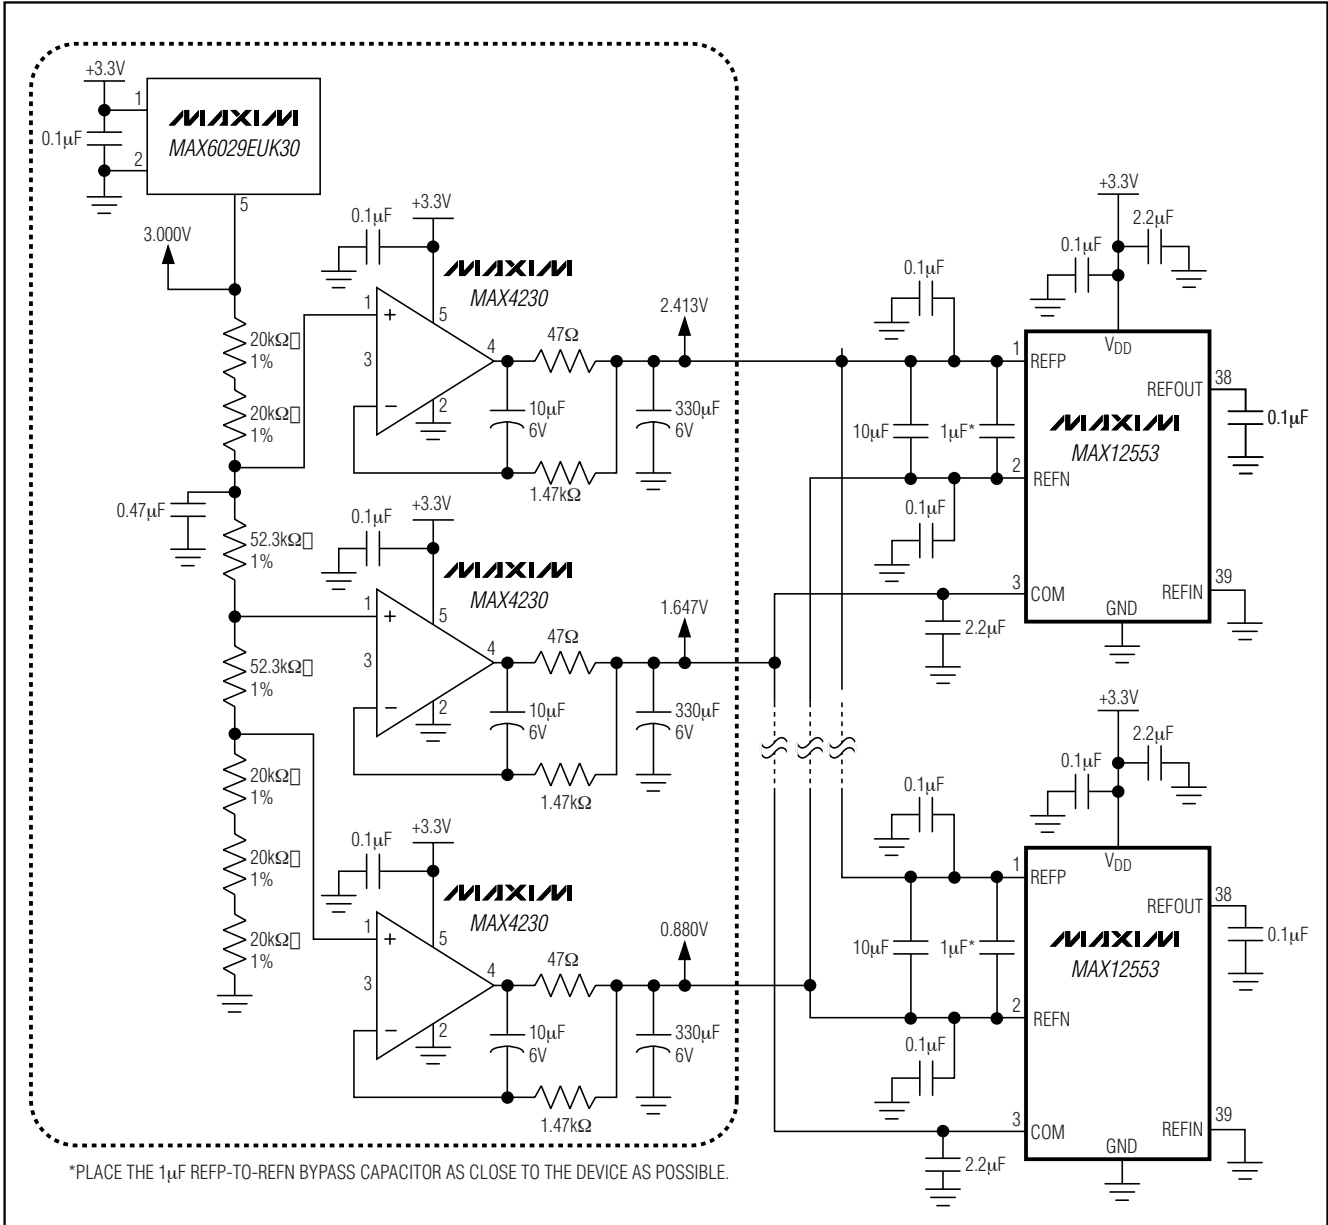 +3.3V
1
MAXIM
MAX6029EUK30
0.1µF
2
5
3.000V
20kΩ▯
1%
20kΩ▯
1%
0.47µF
52.3kΩ▯
1%
52.3kΩ▯
1%
20kΩ▯
1%
20kΩ▯
1%
20kΩ▯
1%
0.1µF
+3.3V
MAXIM
MAX4230
1
+
5
3
4
−
2
47Ω
10µF
6V
1.47kΩ
330µF
6V
2.413V
0.1µF
+3.3V
MAXIM
MAX4230
1
+
5
3
4
−
2
47Ω
10µF
6V
1.47kΩ
330µF
6V
1.647V
0.1µF
+3.3V
MAXIM
MAX4230
1
+
5
3
4
−
2
47Ω
10µF
6V
1.47kΩ
330µF
6V
0.880V
+3.3V
2.2µF
0.1µF
0.1µF
1
REFP
VDD
REFOUT
38
0.1µF
10µF
1µF*
MAXIM
MAX12553
2
REFN
0.1µF
3
COM
GND
REFIN
39
2.2µF
+3.3V
2.2µF
0.1µF
0.1µF
1
REFP
VDD
REFOUT
38
0.1µF
10µF
1µF*
MAXIM
MAX12553
2
REFN
0.1µF
3
COM
GND
REFIN
39
2.2µF
*PLACE THE 1µF REFP-TO-REFN BYPASS CAPACITOR AS CLOSE TO THE DEVICE AS POSSIBLE.